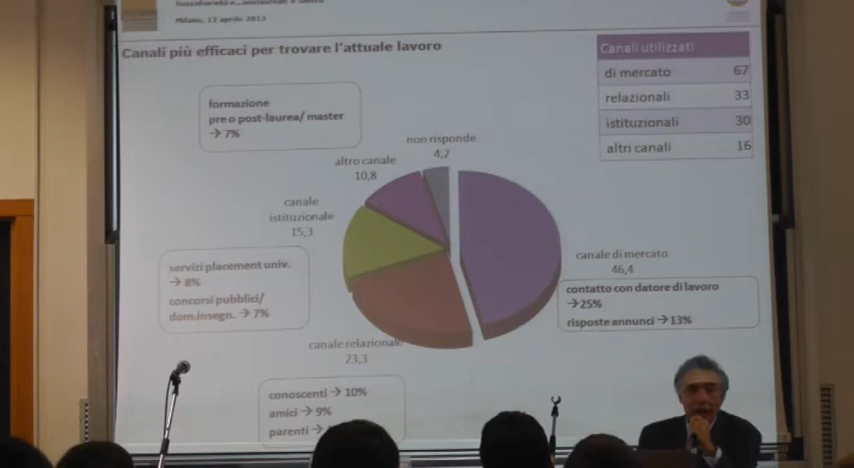 Milano, 12 aprile 2013
Canali più efficaci per trovare l'attuale lavoro
Canali utilizzati
di mercato 67
relazionali 33
istituzionali 30
altri canali 16
formazione
pre o post-laurea/ master
→ 7%
non risponde
4,2
altro canale
10,8
canale
istituzionale
15,3
canale di mercato
46,4
servizi placement univ.
→ 8%
concorsi pubblici/
dom.insegn. → 7%
contatto con datore di lavoro
→25%
risposte annunci →13%
canale relazionale
23,3
conoscenti → 10%
amici → 9%
parenti →